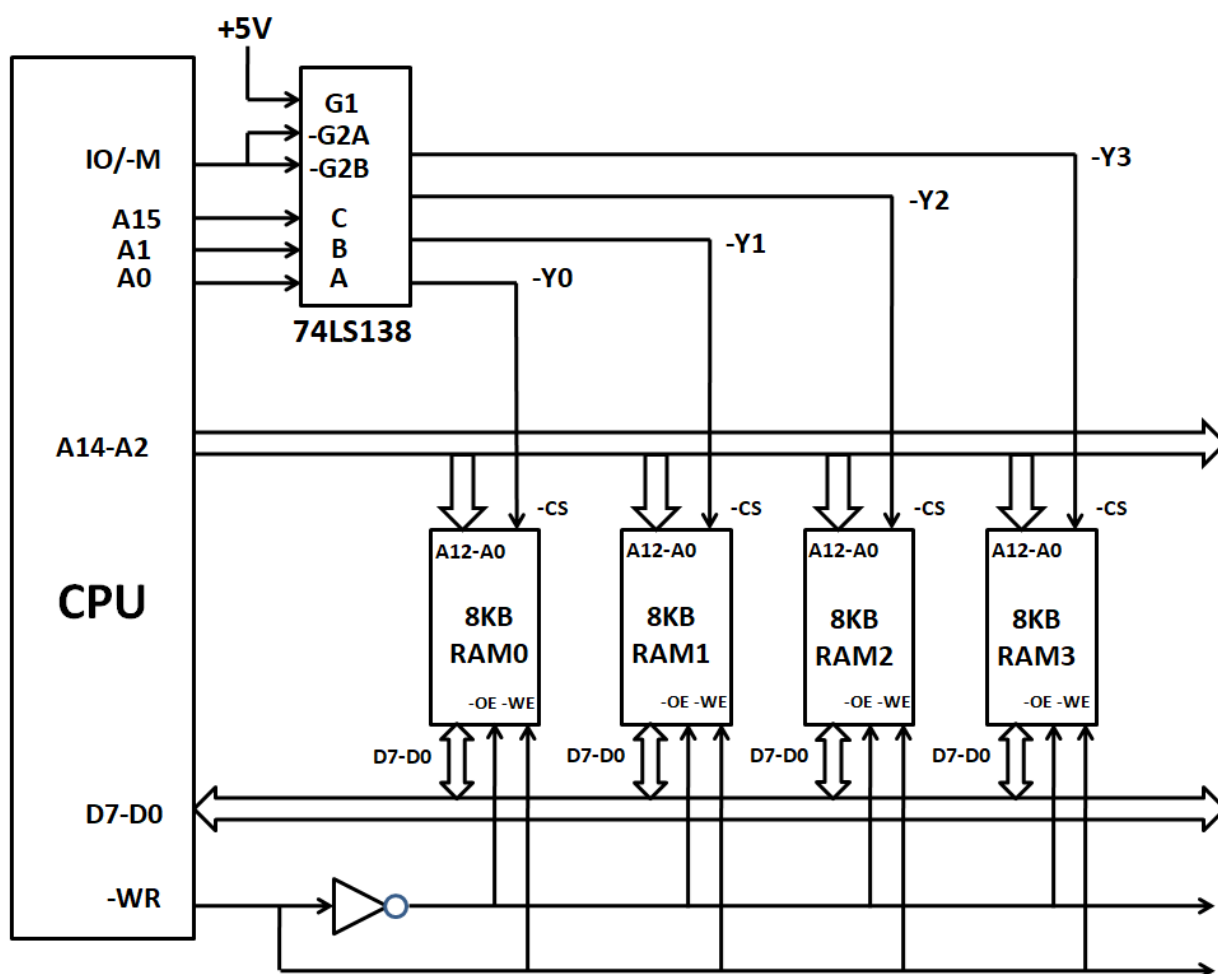 +5V
G1
-G2A
IO/-M
-G2B
-Y3
A15
C
-Y2
A1
B
-Y1
A0
A
-Y0
74LS138
A14-A2
-CS
-CS
-CS
-CS
A12-A0
A12-A0
A12-A0
A12-A0
CPU
8KB
RAM0
8KB
RAM1
8KB
RAM2
8KB
RAM3
-OE -WE
-OE -WE
-OE -WE
-OE -WE
D7-D0
D7-D0
D7-D0
D7-D0
D7-D0
-WR